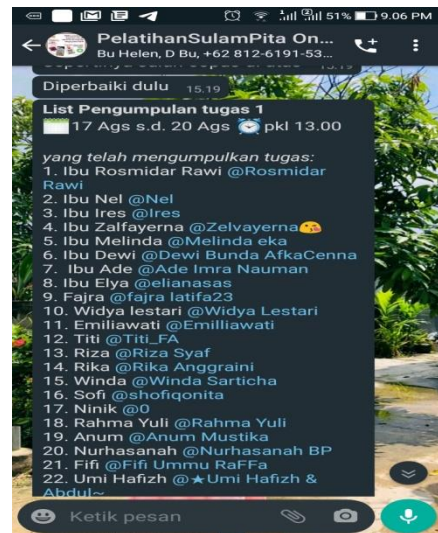 51% 9.06 PM
PelatihanSulamPita On...
Bu Helen, D Bu, +62 812-6191-53...
15.19
Diperbaiki dulu 15.19
List Pengumpulan tugas 1
17 Ags s.d. 20 Ags pkl 13.00
yang telah mengumpulkan tugas:
1. Ibu Rosmidar Rawi @Rosmidar
Rawi
2. Ibu Nel @Nel
3. Ibu Ires @Ires
4. Ibu Zalfayerna @Zelvayerna😘
5. Ibu Melinda @Melinda eka
6. Ibu Dewi @Dewi Bunda AfkaCenna
7. Ibu Ade @Ade Imra Nauman
8. Ibu Elya @elianasas
9. Fajra @fajra latifa23
10. Widya lestari @Widya Lestari
11. Emiliawati @Emilliawati
12. Titi @Titi_FA
13. Riza @Riza Syaf
14. Rika @Rika Anggraini
15. Winda @Winda Sarticha
16. Sofi @shofiqonita
17. Ninik @0
18. Rahma Yuli @Rahma Yuli
19. Anum @Anum Mustika
20. Nurhasanah @Nurhasanah BP
21. Fifi @Fifi Ummu RaFFa
22. Umi Hafizh @★Umi Hafizh &
Abdul~
Ketik pesan